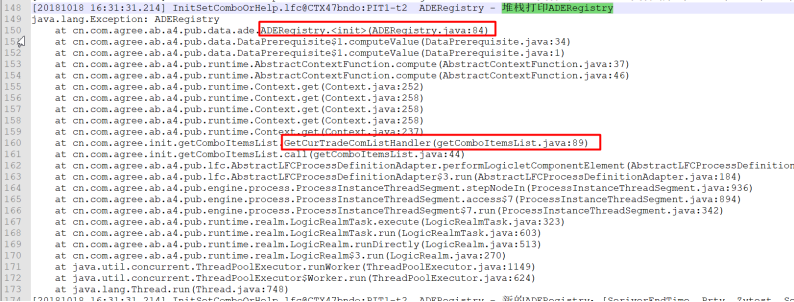 148 [20181018 16:31:31.214] InitSetComboOrHelp.lfc@CTX47bndo:PIT1-t2 ADERegistry - 堆栈打印ADERegistry
149 java.lang.Exception: ADERegistry
150 at cn.com.agree.ab.a4.pub.data.ade.ADERegistry.<init>(ADERegistry.java:84)
151 at cn.com.agree.ab.a4.pub.data.DataPrerequisite$1.computeValue(DataPrerequisite.java:34)
152 at cn.com.agree.ab.a4.pub.data.DataPrerequisite$1.computeValue(DataPrerequisite.java:1)
153 at cn.com.agree.ab.a4.pub.runtime.AbstractContextFunction.compute(AbstractContextFunction.java:37)
154 at cn.com.agree.ab.a4.pub.runtime.AbstractContextFunction.compute(AbstractContextFunction.java:46)
155 at cn.com.agree.ab.a4.pub.runtime.Context.get(Context.java:252)
156 at cn.com.agree.ab.a4.pub.runtime.Context.get(Context.java:258)
157 at cn.com.agree.ab.a4.pub.runtime.Context.get(Context.java:258)
158 at cn.com.agree.ab.a4.pub.runtime.Context.get(Context.java:258)
159 at cn.com.agree.ab.a4.pub.runtime.Context.get(Context.java:237)
160 at cn.com.agree.init.getComboItemsList.GetCurTradeComListHandler(getComboItemsList.java:89)
161 at cn.com.agree.init.getComboItemsList.call(getComboItemsList.java:44)
162 at cn.com.agree.ab.a4.pub.lfc.AbstractLFCProcessDefinitionAdapter.performLogicletComponentElement(AbstractLFCProcessDefinition
163 at cn.com.agree.ab.a4.pub.lfc.AbstractLFCProcessDefinitionAdapter$3.run(AbstractLFCProcessDefinitionAdapter.java:184)
164 at cn.com.agree.ab.a4.pub.engine.process.ProcessInstanceThreadSegment.stepNodeIn(ProcessInstanceThreadSegment.java:936)
165 at cn.com.agree.ab.a4.pub.engine.process.ProcessInstanceThreadSegment.access$7(ProcessInstanceThreadSegment.java:894)
166 at cn.com.agree.ab.a4.pub.engine.process.ProcessInstanceThreadSegment$7.run(ProcessInstanceThreadSegment.java:342)
167 at cn.com.agree.ab.a4.pub.runtime.realm.LogicRealmTask.execute(LogicRealmTask.java:323)
168 at cn.com.agree.ab.a4.pub.runtime.realm.LogicRealmTask.run(LogicRealmTask.java:603)
169 at cn.com.agree.ab.a4.pub.runtime.realm.LogicRealm.runDirectly(LogicRealm.java:513)
170 at cn.com.agree.ab.a4.pub.runtime.realm.LogicRealm$3.run(LogicRealm.java:270)
171 at java.util.concurrent.ThreadPoolExecutor.runWorker(ThreadPoolExecutor.java:1149)
172 at java.util.concurrent.ThreadPoolExecutor$Worker.run(ThreadPoolExecutor.java:624)
173 at java.lang.Thread.run(Thread.java:748)
174 [20181018 16:31:31.214] InitSetComboOrHelp.lfc@CTX47bndo:PIT1-t2 ADERegistry - 新的ADERegistry: